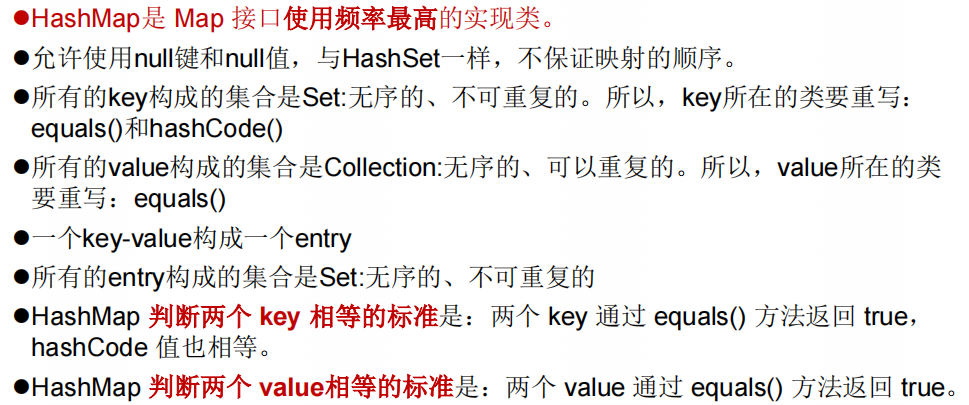 ●HashMap是 Map 接口使用频率最高的实现类。
●允许使用null键和null值，与HashSet一样，不保证映射的顺序。
●所有的key构成的集合是Set:无序的、不可重复的。所以，key所在的类要重写：
equals()和hashCode()
●所有的value构成的集合是Collection:无序的、可以重复的。所以，value所在的类
要重写：equals()
●一个key-value构成一个entry
●所有的entry构成的集合是Set:无序的、不可重复的
●HashMap 判断两个 key 相等的标准是：两个 key 通过 equals() 方法返回 true，
hashCode 值也相等。
●HashMap 判断两个 value相等的标准是：两个 value 通过 equals() 方法返回 true。